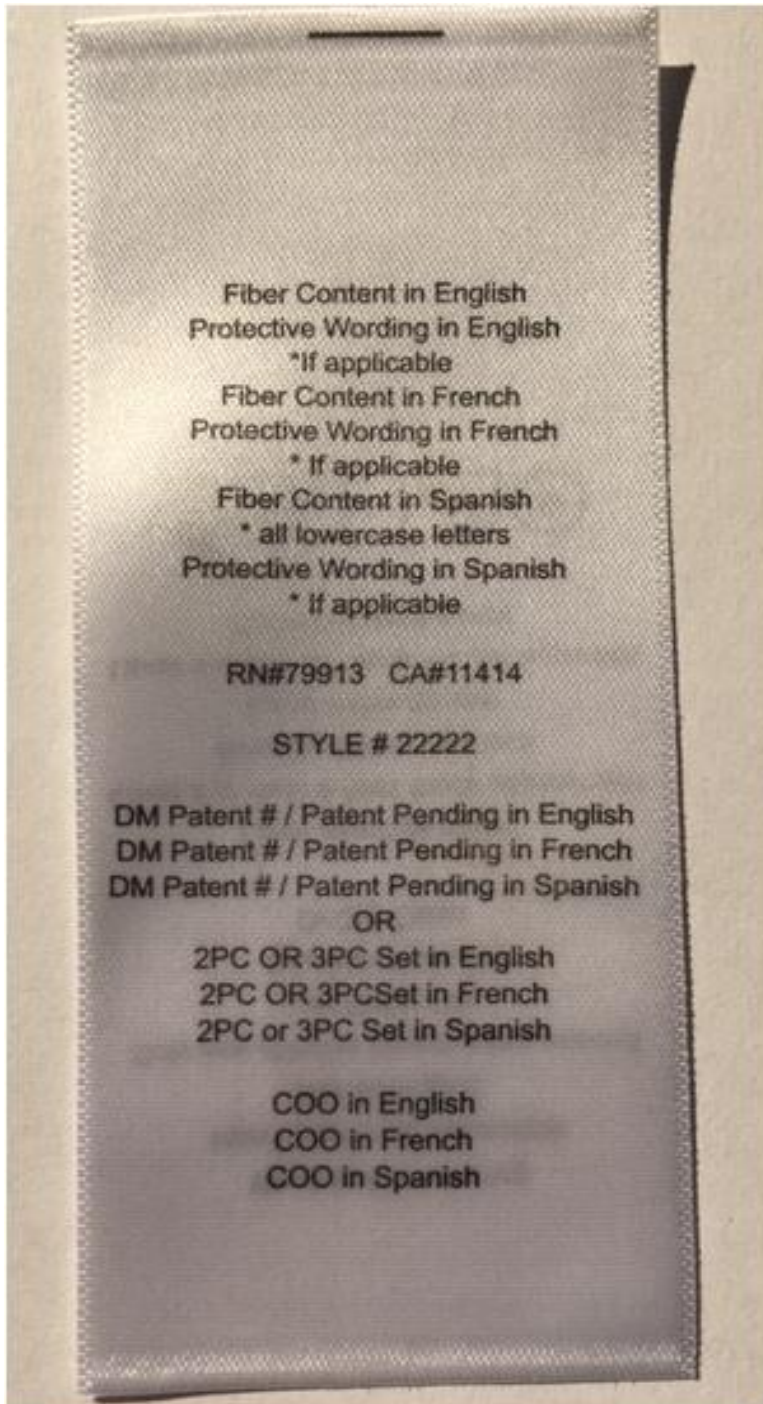 Fiber Content in English
Protective Wording in English
*If applicable
Fiber Content in French
Protective Wording in French
* If applicable
Fiber Content in Spanish
* all lowercase letters
Protective Wording in Spanish
* If applicable
RN#79913 CA#11414
STYLE # 22222
DM Patent # / Patent Pending in English
DM Patent # / Patent Pending in French
DM Patent # / Patent Pending in Spanish
OR
2PC OR 3PC Set in English
2PC OR 3PCSet in French
2PC or 3PC Set in Spanish
COO in English
COO in French
COO in Spanish